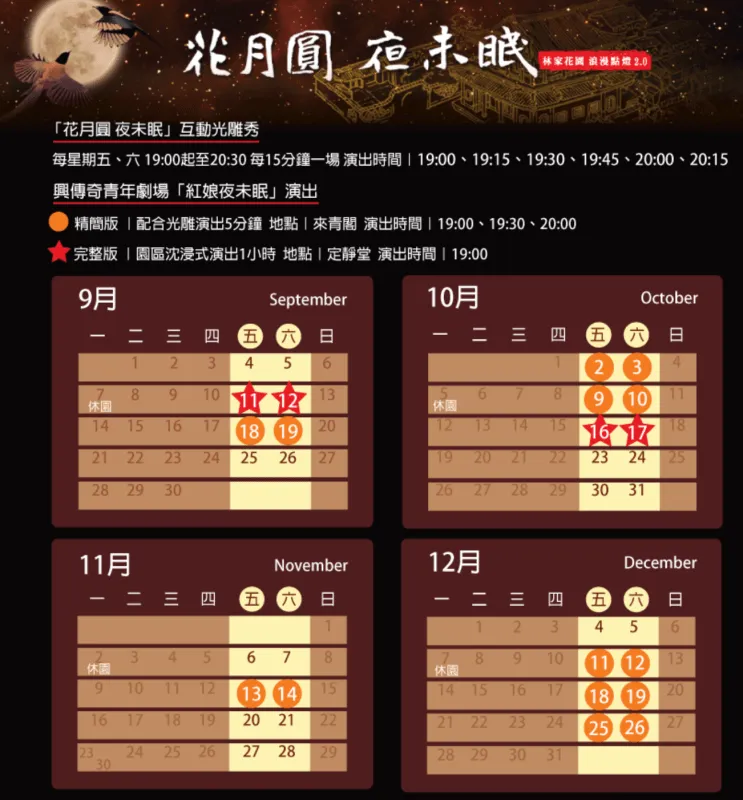 花月圓 夜未眠 林家花園 浪漫點燈2.0
「花月圓 夜未眠」互動光雕秀
每星期五、六 19:00起至20:30 每15分鐘一場 演出時間｜19:00、19:15、19:30、19:45、20:00、20:15
興傳奇青年劇場「紅娘夜未眠」演出
精簡版｜配合光雕演出5分鐘 地點｜來青閣 演出時間｜19:00、19:30、20:00
完整版｜園區沈浸式演出1小時 地點｜定靜堂 演出時間｜19:00
9月 September
一 二 三 四 五 六 日
1 2 3 4 5 6
7 8 9 10 11 12 13
休園
14 15 16 17 18 19 20
21 22 23 24 25 26 27
28 29 30
10月 October
一 二 三 四 五 六 日
1 2 3 4
5 6 7 8 9 10 11
休園
12 13 14 15 16 17 18
19 20 21 22 23 24 25
26 27 28 29 30 31
11月 November
一 二 三 四 五 六 日
1
2 3 4 5 6 7 8
休園
9 10 11 12 13 14 15
16 17 18 19 20 21 22
23 30 24 25 26 27 28 29
12月 December
一 二 三 四 五 六 日
1 2 3 4 5 6
7 8 9 10 11 12 13
休園
14 15 16 17 18 19 20
21 22 23 24 25 26 27
28 29 30 31